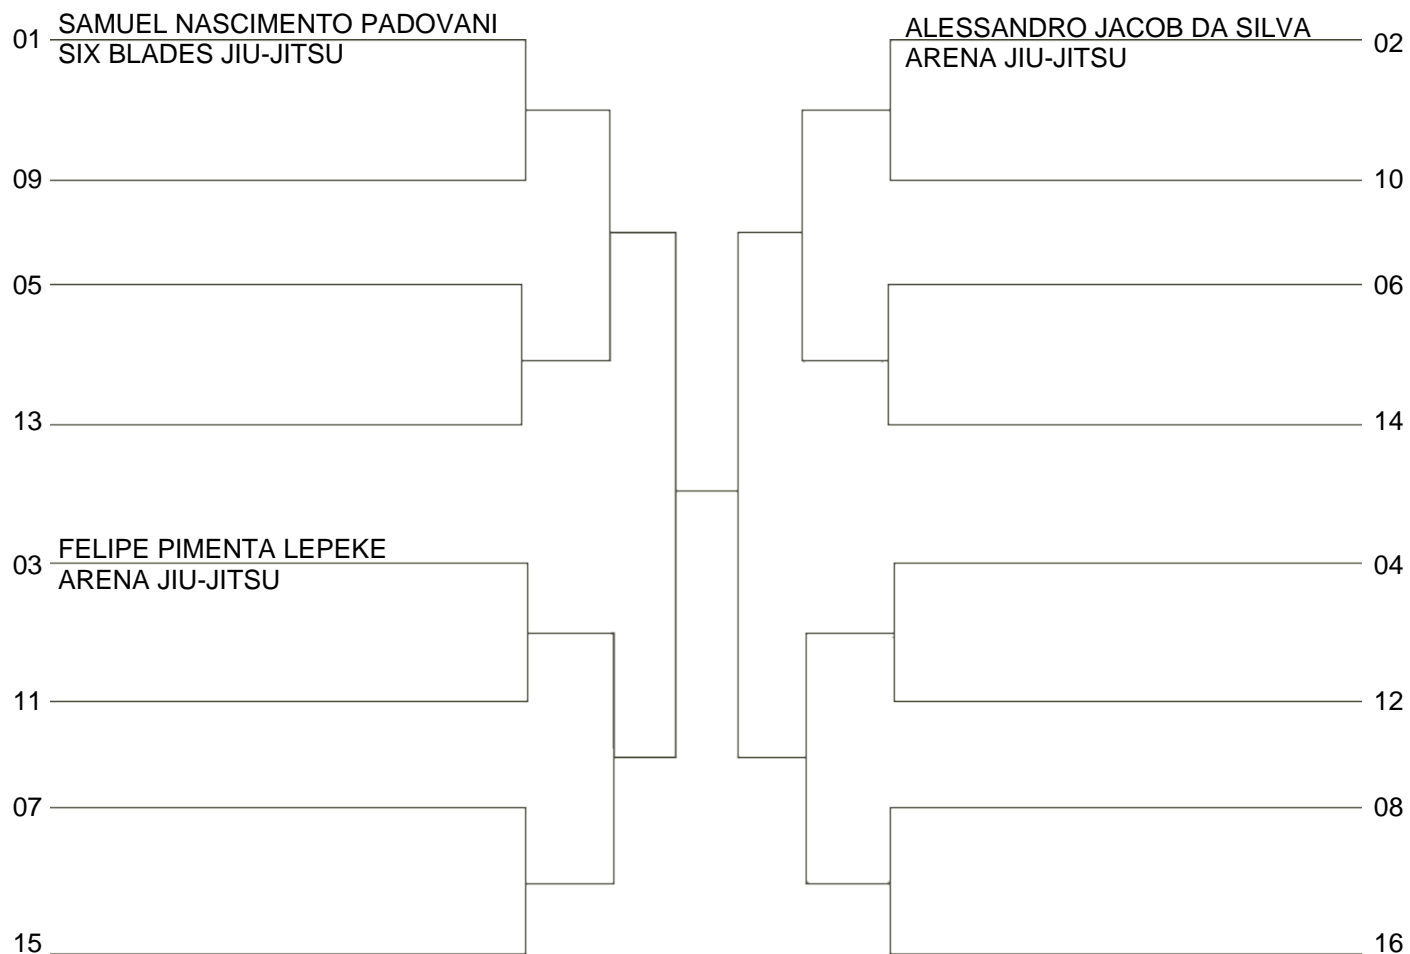 01 SAMUEL NASCIMENTO PADOVANI
SIX BLADES JIU-JITSU
09
05
13
03 FELIPE PIMENTA LEPEKE
ARENA JIU-JITSU
11
07
15
ALESSANDRO JACOB DA SILVA 02
ARENA JIU-JITSU
10
06
14
04
12
08
16